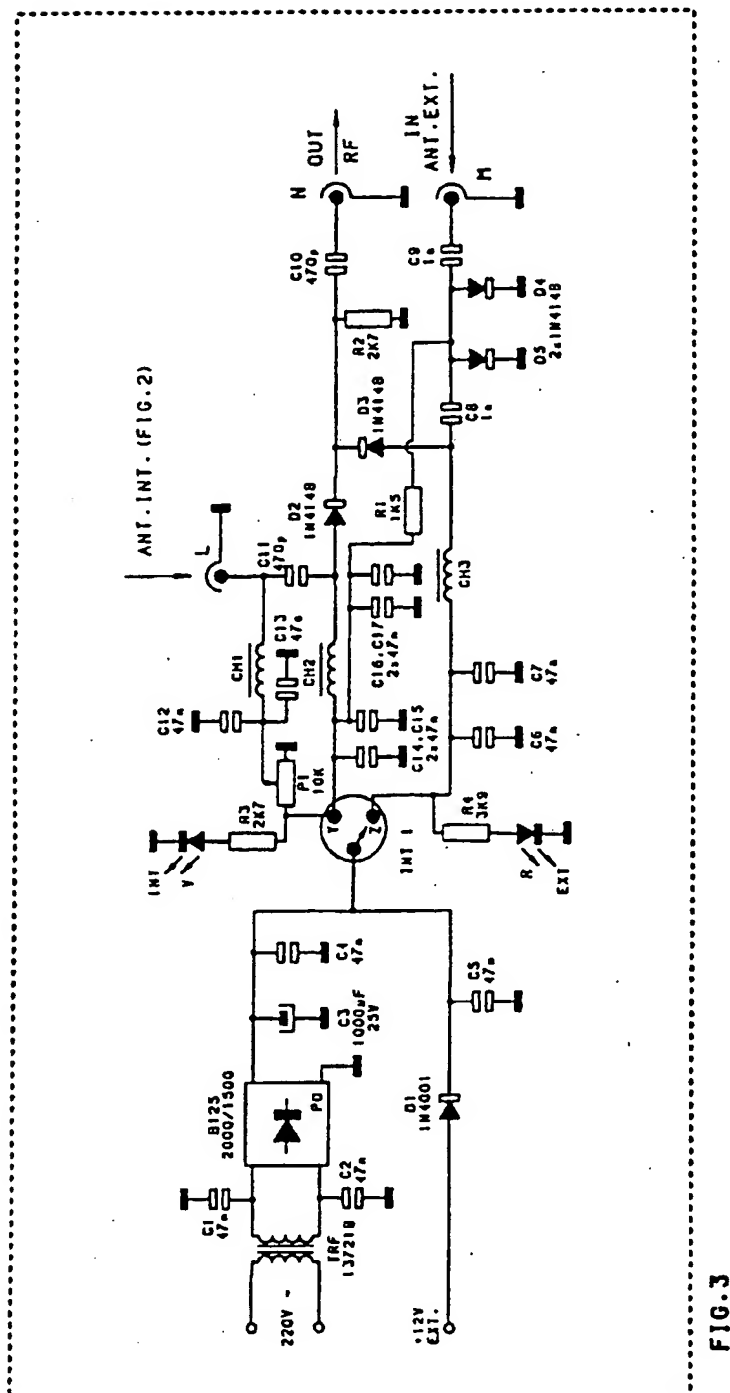 220V ~
TRF
137218
C1
47n
C2
47n
B125
2000/1500
PD
C3
1000uF
25V
C4
47n
+12V
EXT.
D1
1N4001
C5
47n
INT
V
R3
2K7
P1
10K
C12
47n
C13
47n
CH1
CH2
Y
Z
INT 1
C14,C15
2x47n
C16,C17
2x47n
R4
3K9
R
EXT
C6
47n
C7
47n
CH3
ANT.INT.(FIG.2)
L
C11
470p
D2
1N4148
R1
1K5
D3
1N4148
C8
1n
R2
2K7
D5
D4
2x1N4148
C10
470p
C9
1n
N
OUT
RF
IN
ANT.EXT.
M
FIG.3